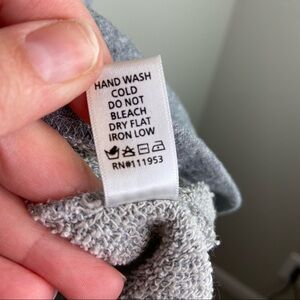 HAND WASH
COLD
DO NOT
BLEACH
DRY FLAT
IRON LOW
RN#111953